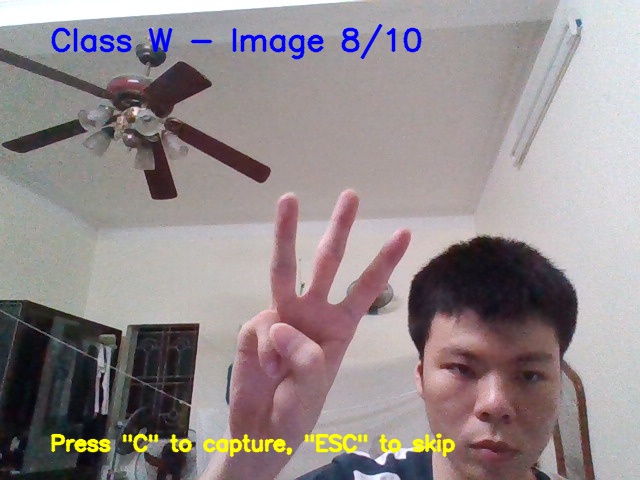 Class W - Image 8/10
Press "C" to capture, "ESC" to skip